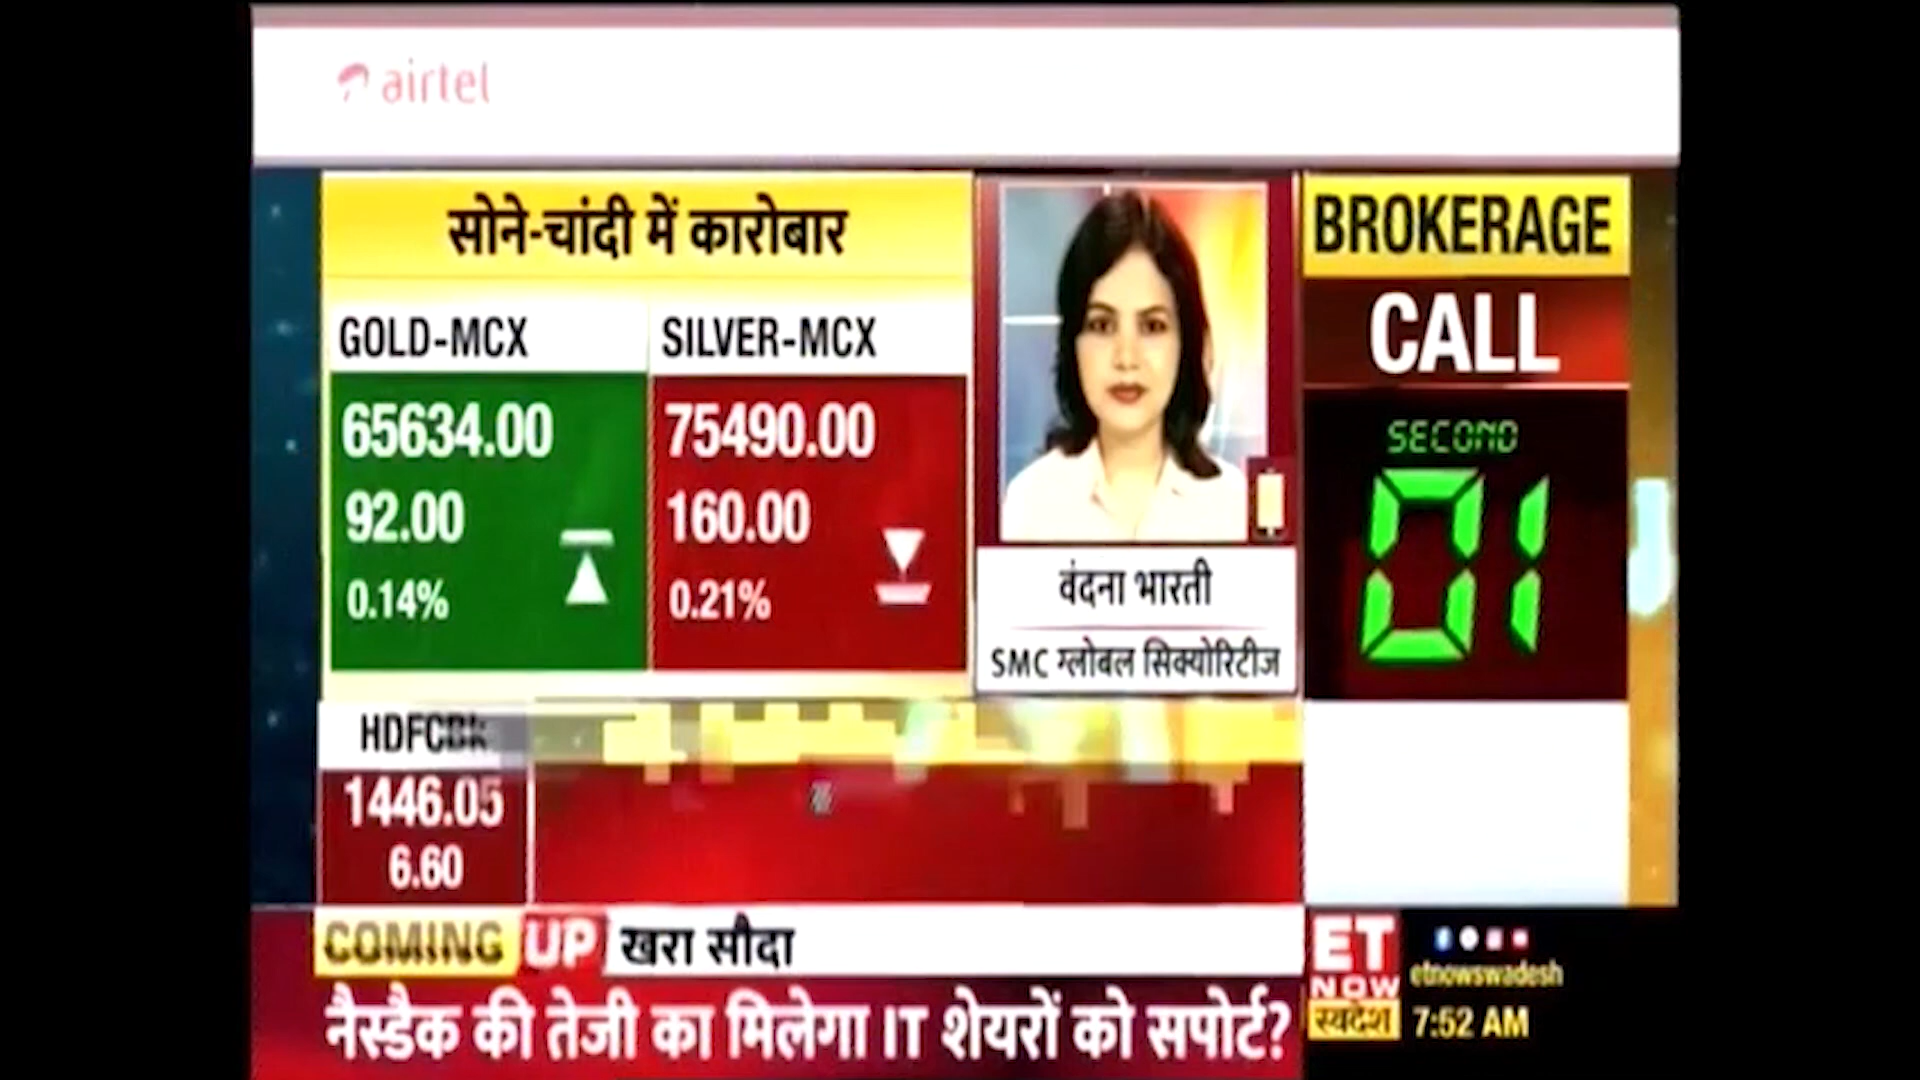 airtel
सोने-चांदी में कारोबार
GOLD-MCX
65634.00
92.00
0.14%
SILVER-MCX
75490.00
160.00
0.21%
वंदना भारती
SMC ग्लोबल सिक्योरिटीज
BROKERAGE
CALL
SECOND
01
HDFCBk
1446.05
6.60
COMING UP खरा सौदा
नैस्डैक की तेजी का मिलेगा IT शेयरों को सपोर्ट?
ET
NOW
स्वदेश
etnowswadesh
7:52 AM